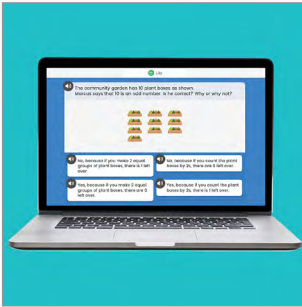 The community garden has 10 plant boxes as shown.
Marcus says that 10 is an odd number. Is he correct? Why or why not?
No, because if you make 2 equal
groups of plant boxes, there is 1 left
over.
No, because if you count the plant
boxes by 2s, there are 0 left over.
Yes, because if you make 2 equal
groups of plant boxes, there are 0
left over.
Yes, because if you count the plant
boxes by 2s, there is 1 left over.